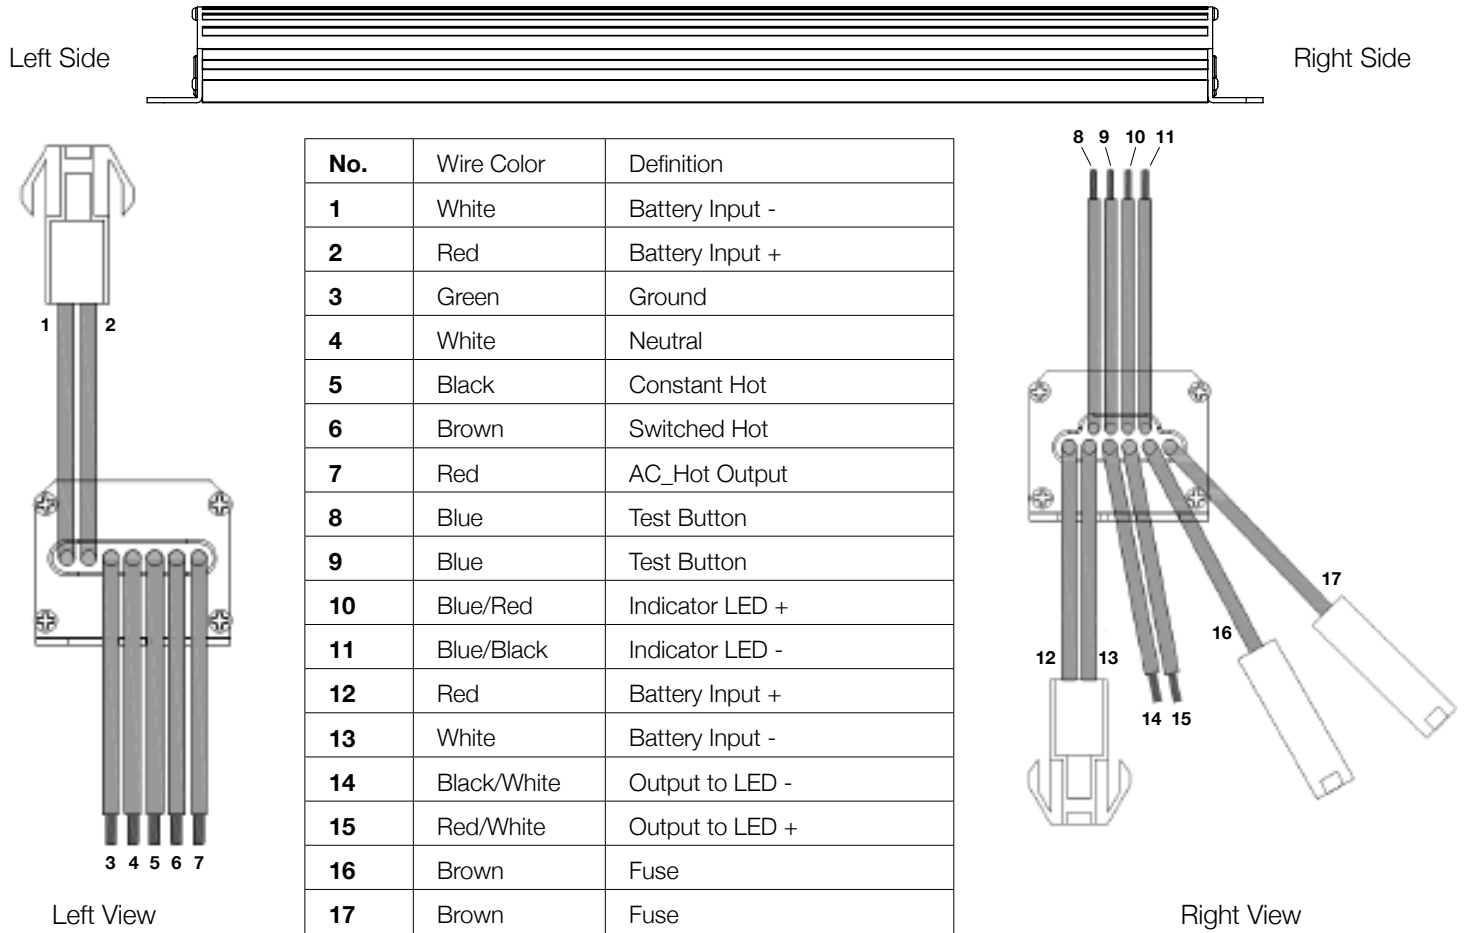 Left Side
Right Side
No. Wire Color Definition
1 White Battery Input -
2 Red Battery Input +
3 Green Ground
4 White Neutral
5 Black Constant Hot
6 Brown Switched Hot
7 Red AC_Hot Output
8 Blue Test Button
9 Blue Test Button
10 Blue/Red Indicator LED +
11 Blue/Black Indicator LED -
12 Red Battery Input +
13 White Battery Input -
14 Black/White Output to LED -
15 Red/White Output to LED +
16 Brown Fuse
17 Brown Fuse
1 2
3 4 5 6 7
Left View
8 9 10 11
17
16
12 13
14 15
Right View